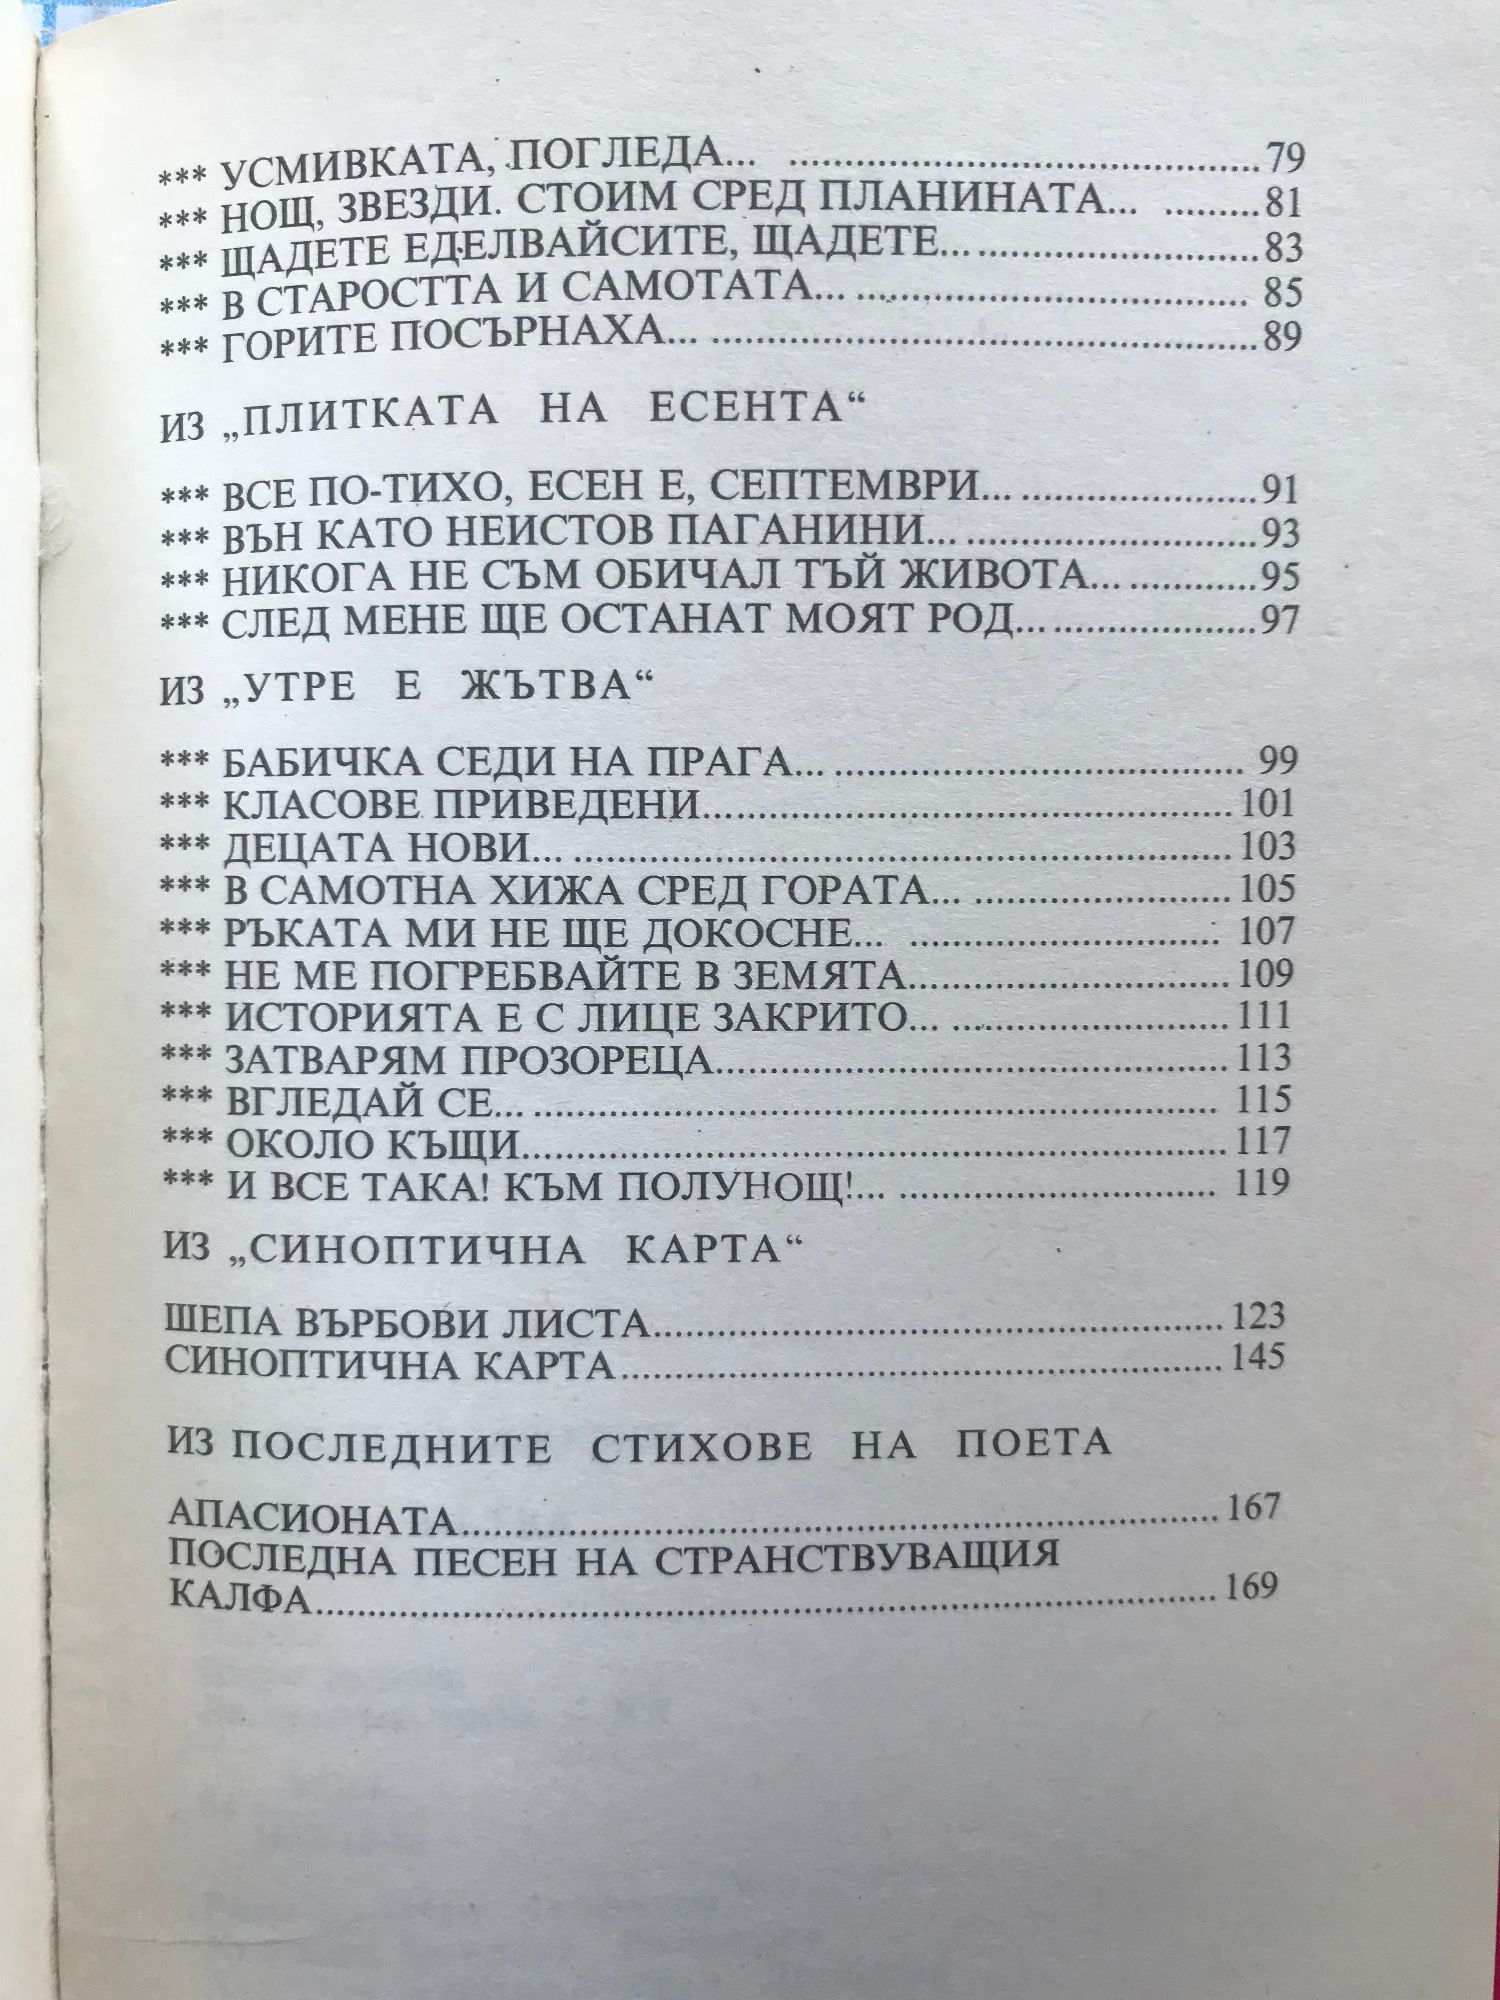 *** УСМИВКАТА, ПОГЛЕДА... ........................................79
*** НОЩ, ЗВЕЗДИ. СТОИМ СРЕД ПЛАНИНАТА... .........81
*** ЩАДЕТЕ ЕДЕЛВАЙСИТЕ, ЩАДЕТЕ... ........................83
*** В СТАРОСТТА И САМОТАТА... ................................ 85
*** ГОРИТЕ ПОСЪРНАХА... ..............................................89
ИЗ „ПЛИТКАТА НА ЕСЕНТА“
*** ВСЕ ПО-ТИХО, ЕСЕН Е, СЕПТЕМВРИ... ....................91
*** ВЪН КАТО НЕИСТОВ ПАГАНИНИ... .........................93
*** НИКОГА НЕ СЪМ ОБИЧАЛ ТЪЙ ЖИВОТА... ...........95
*** СЛЕД МЕНЕ ЩЕ ОСТАНАТ МОЯТ РОД... .................97
ИЗ „УТРЕ Е ЖЪТВА“
*** БАБИЧКА СЕДИ НА ПРАГА... ................................... 99
*** КЛАСОВЕ ПРИВЕДЕНИ... ..........................................101
*** ДЕЦАТА НОВИ... .......................................................103
*** В САМОТНА ХИЖА СРЕД ГОРАТА... ......................105
*** РЪКАТА МИ НЕ ЩЕ ДОКОСНЕ... .......................... 107
*** НЕ МЕ ПОГРЕБВАЙТЕ В ЗЕМЯТА...........................109
*** ИСТОРИЯТА Е С ЛИЦЕ ЗАКРИТО... .......................111
*** ЗАТВАРЯМ ПРОЗОРЕЦА...........................................113
*** ВГЛЕДАЙ СЕ... .......................................................... 115
*** ОКОЛО КЪЩИ...........................................................117
*** И ВСЕ ТАКА! КЪМ ПОЛУНОЩ!... ........................... 119
ИЗ „СИНОПТИЧНА КАРТА“
ШЕПА ВЪРБОВИ ЛИСТА................................................123
СИНОПТИЧНА КАРТА...................................................145
ИЗ ПОСЛЕДНИТЕ СТИХОВЕ НА ПОЕТА
АПАСИОНАТА................................................................167
ПОСЛЕДНА ПЕСЕН НА СТРАНСТВУВАЩИЯ
КАЛФА............................................................................169